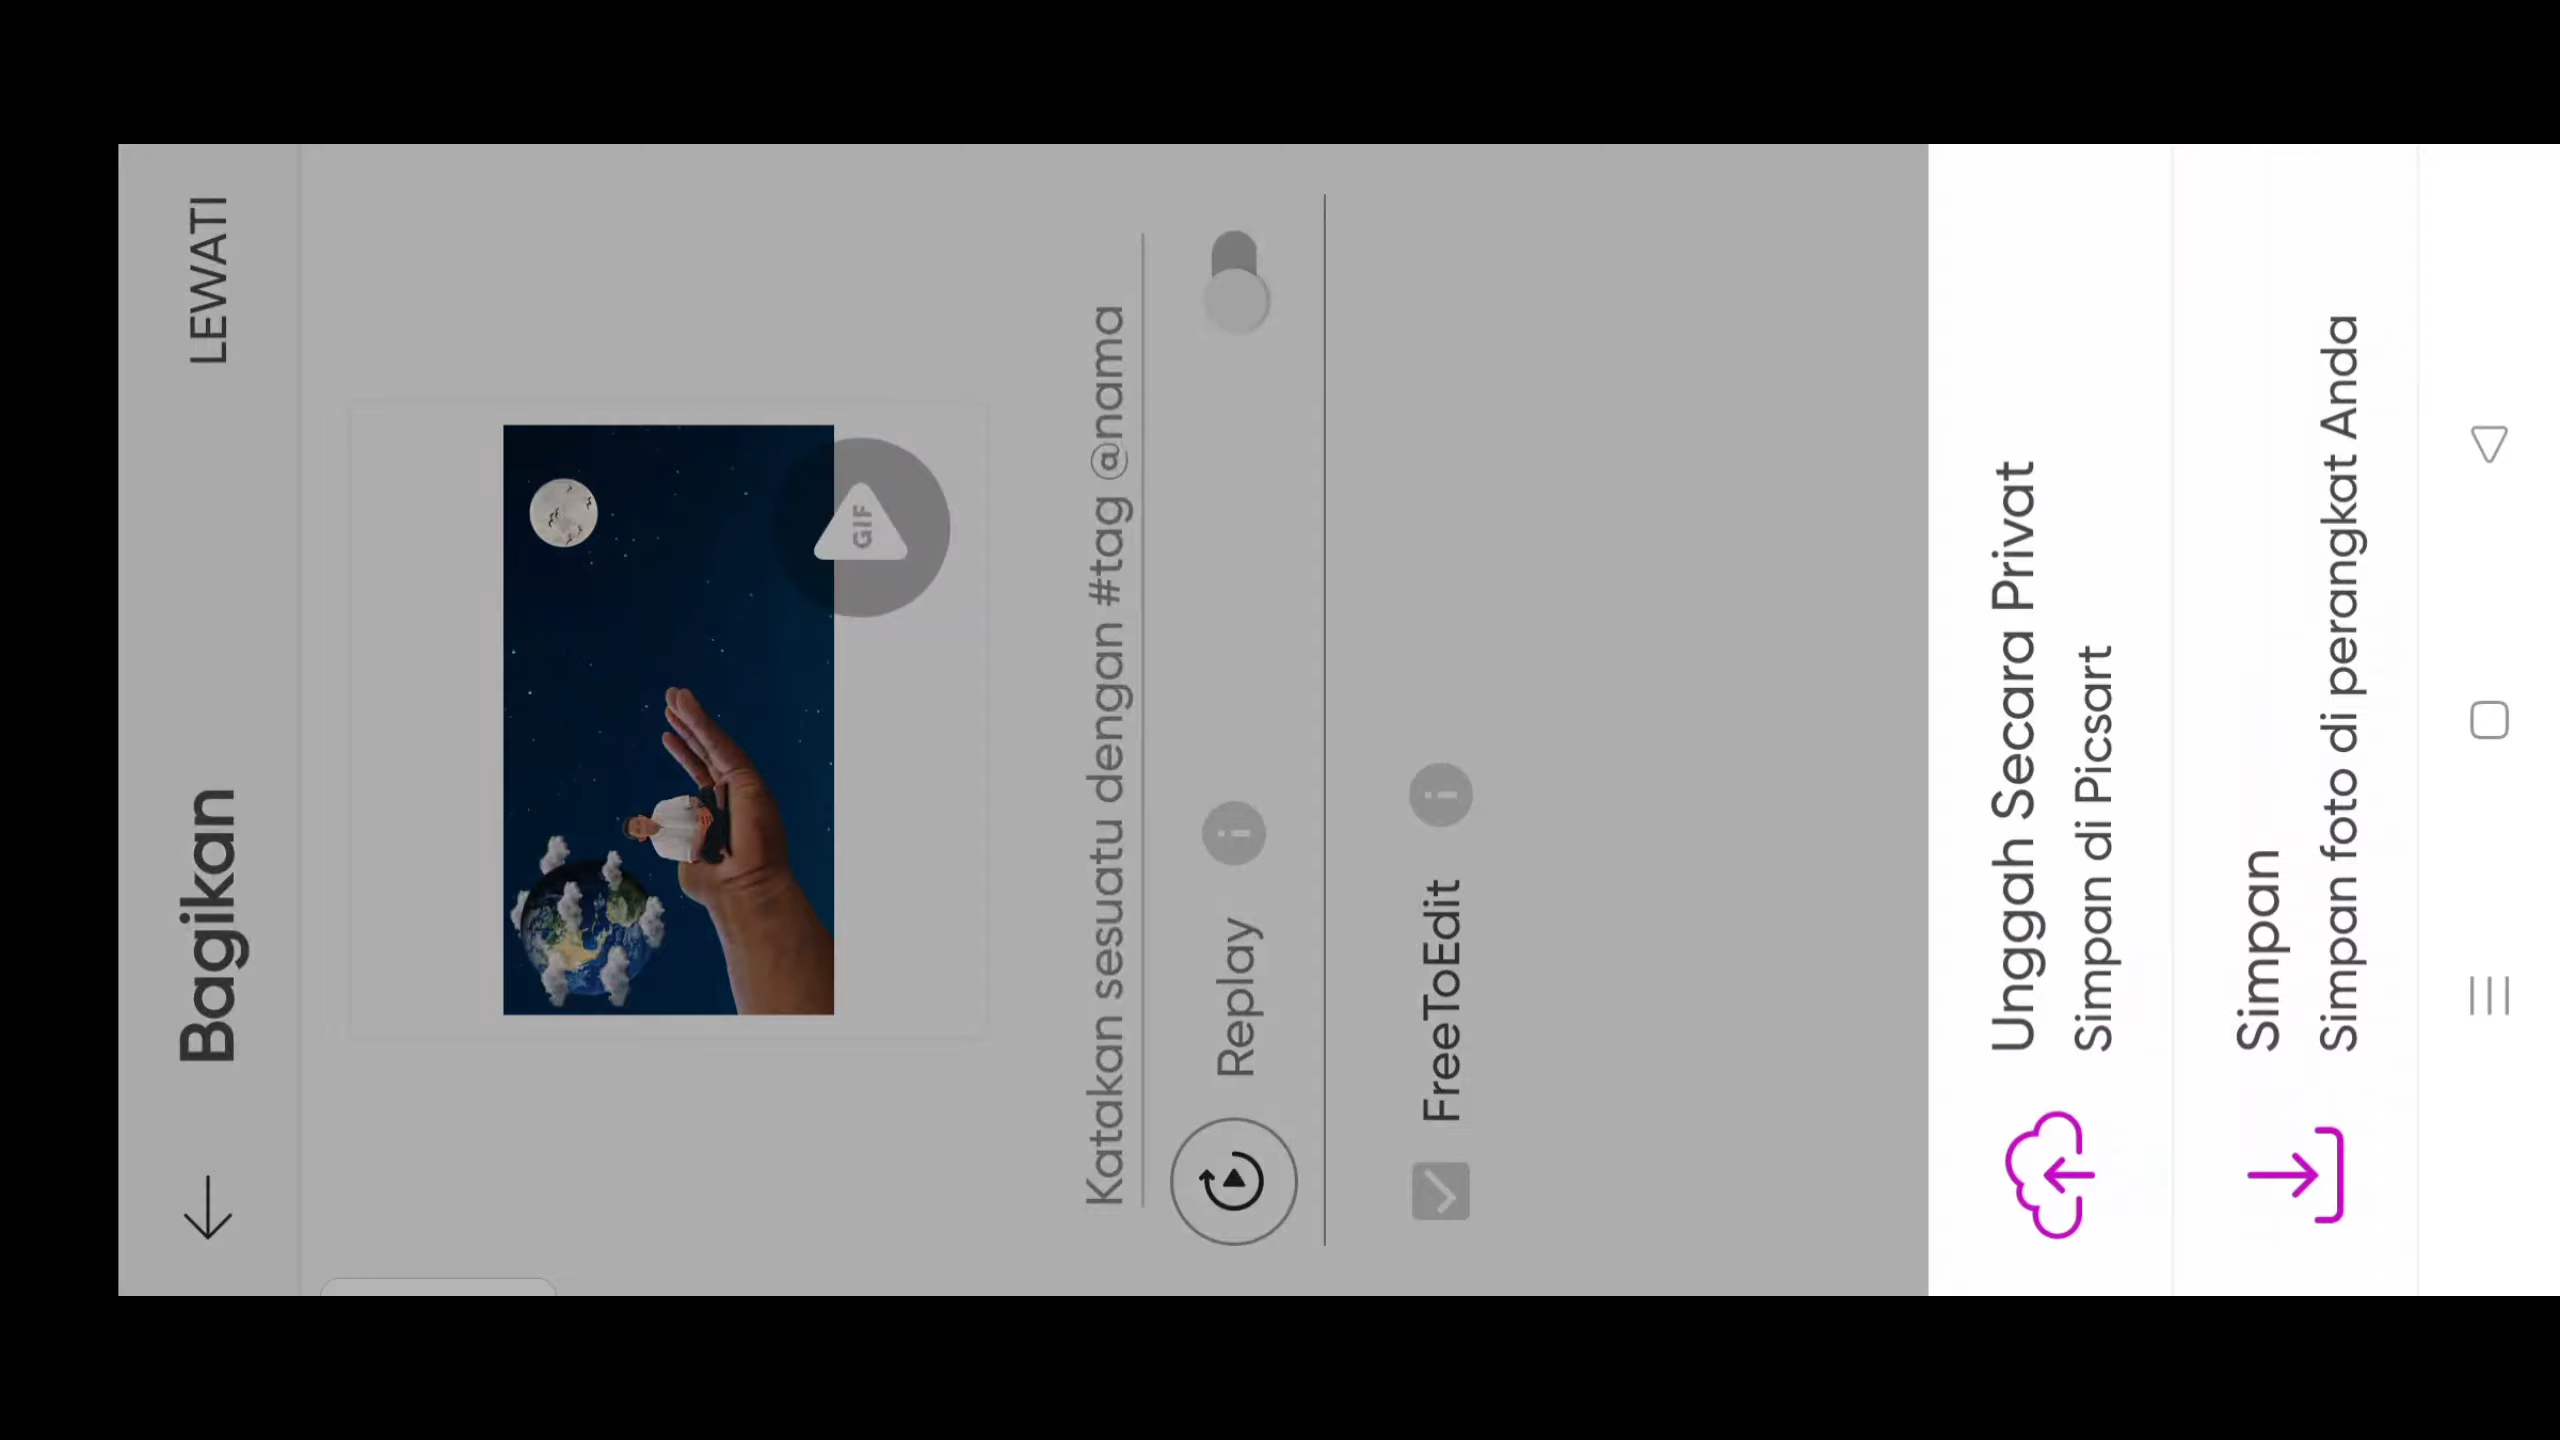 Bagikan
LEWATI
GIF
Katakan sesuatu dengan #tag @nama
Replay
FreeToEdit
Unggah Secara Privat
Simpan di Picsart
Simpan
Simpan foto di perangkat Anda